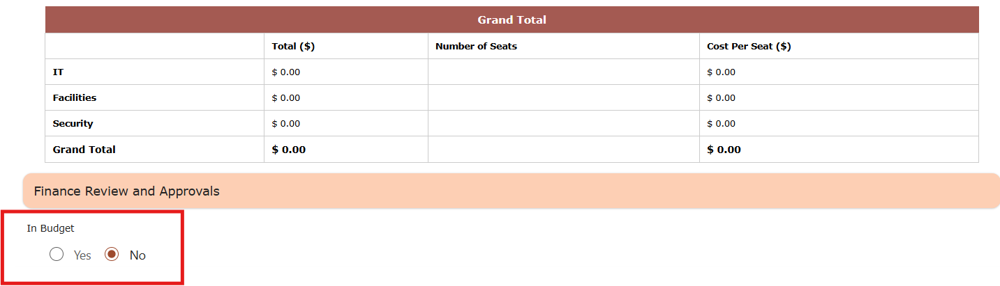 Grand Total
Total ($) Number of Seats Cost Per Seat ($)
IT $ 0.00 $ 0.00
Facilities $ 0.00 $ 0.00
Security $ 0.00 $ 0.00
Grand Total $ 0.00 $ 0.00
Finance Review and Approvals
In Budget
Yes No